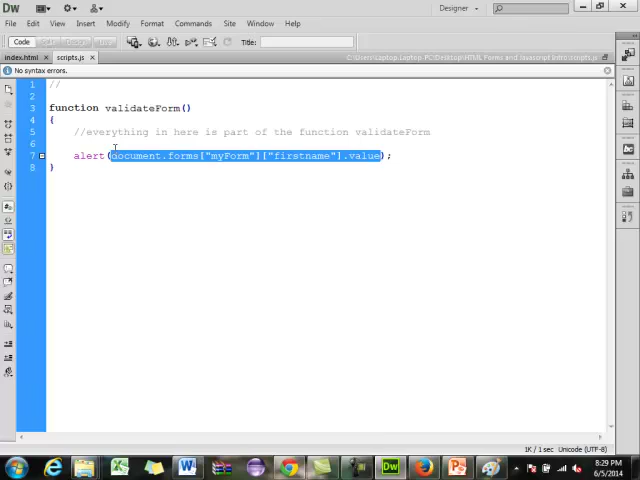 Dw
Designer
File Edit View Insert Modify Format Commands Site Window Help
Code
Title:
index.html × scripts.js ×
No syntax errors.
1 //
2
3 function validateForm()
4 {
5 //everything in here is part of the function validateForm
6
7 alert(document.forms["myForm"]["firstname"].value);
8 }
1K / 1 sec Unicode (UTF-8)
W Dw P
8:29 PM
6/5/2014